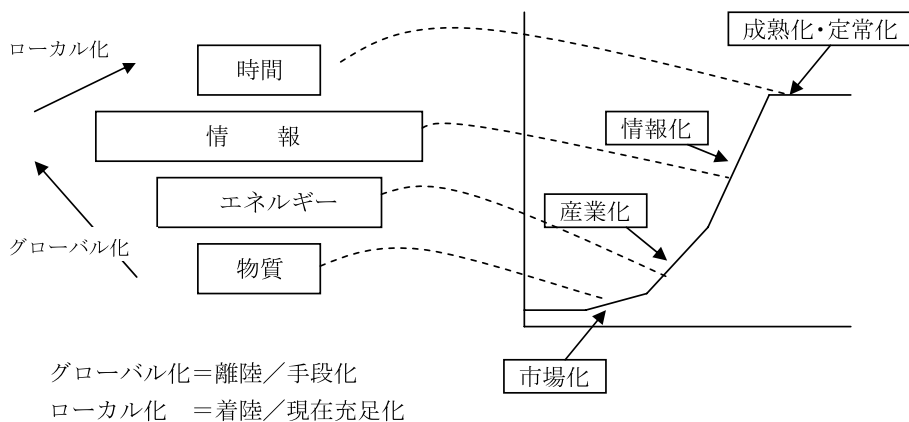 成熟化・定常化
ローカル化
時間
情　　報
情報化
エネルギー
産業化
グローバル化
物質
市場化
グローバル化＝離陸／手段化
ローカル化　＝着陸／現在充足化